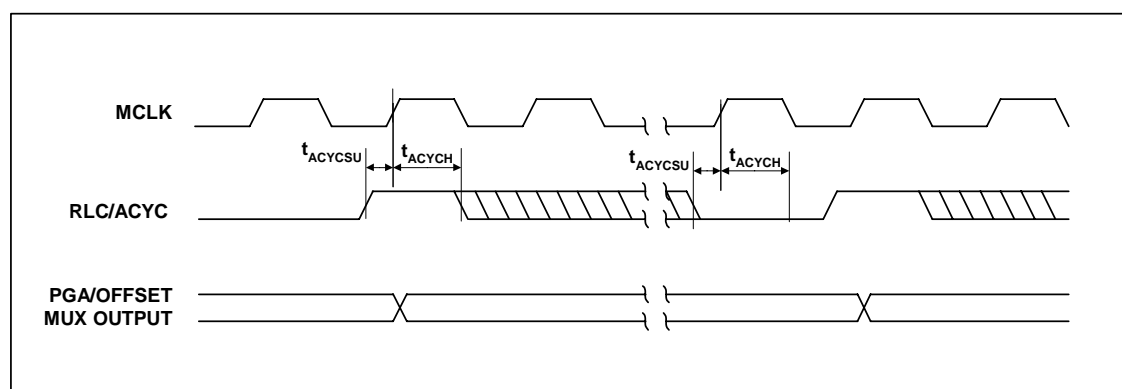 MCLK
tACYCSU
tACYCH
tACYCSU
tACYCH
RLC/ACYC
PGA/OFFSET
MUX OUTPUT